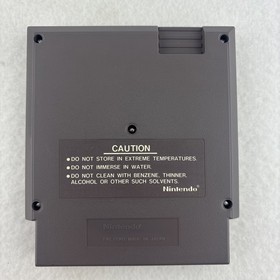 CAUTION
• DO NOT STORE IN EXTREME TEMPERATURES.
• DO NOT IMMERSE IN WATER.
• DO NOT CLEAN WITH BENZENE, THINNER,
ALCOHOL OR OTHER SUCH SOLVENTS.
Nintendo®